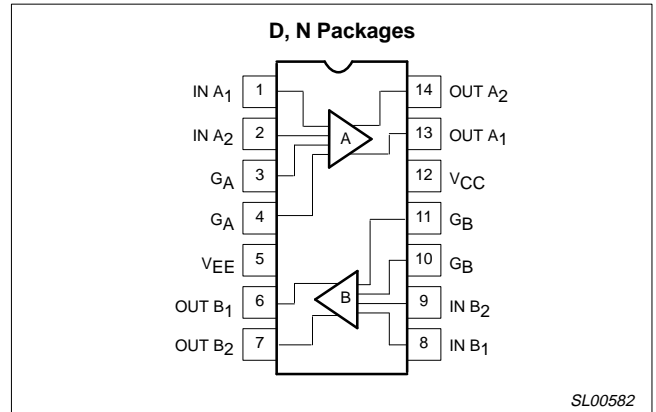 D, N Packages
IN A1 1 14 OUT A2
IN A2 2 A 13 OUT A1
GA 3 12 VCC
GA 4 11 GB
VEE 5 10 GB
OUT B1 6 B 9 IN B2
OUT B2 7 8 IN B1
SL00582